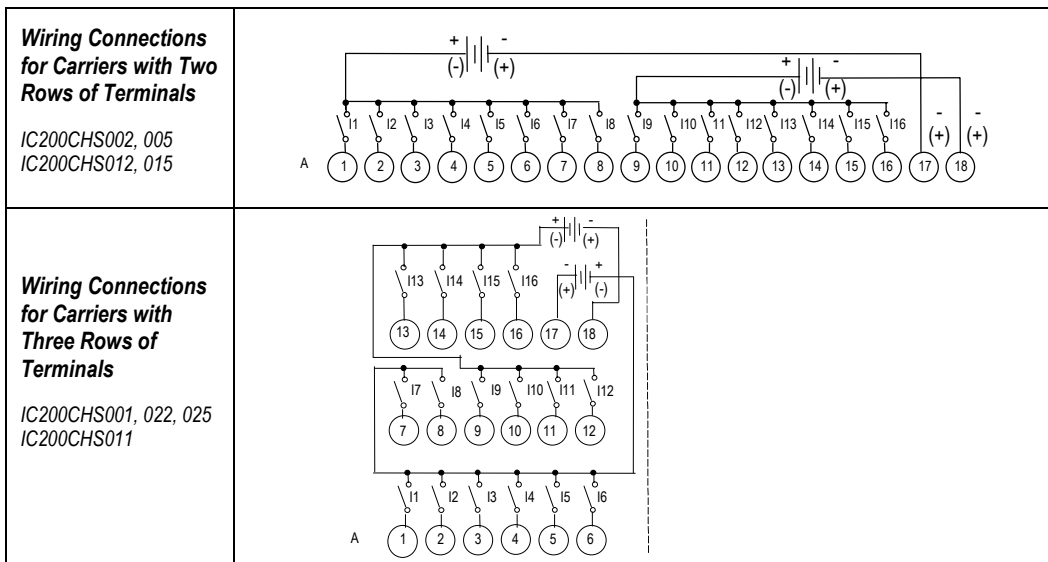 Wiring Connections
for Carriers with Two
Rows of Terminals
IC200CHS002, 005
IC200CHS012, 015
+ -
(-) (+)
+ -
(-) (+)
I1 I2 I3 I4 I5 I6 I7 I8 I9 I10 11 I12 I13 I14 I15 I16
- -
(+) (+)
A 1 2 3 4 5 6 7 8 9 10 11 12 13 14 15 16 17 18
Wiring Connections
for Carriers with
Three Rows of
Terminals
IC200CHS001, 022, 025
IC200CHS011
+ -
(-) (+)
- +
(+) (-)
I13 I14 I15 I16
13 14 15 16 17 18
I7 I8 I9 I10 I11 I12
7 8 9 10 11 12
I1 I2 I3 I4 I5 I6
A 1 2 3 4 5 6